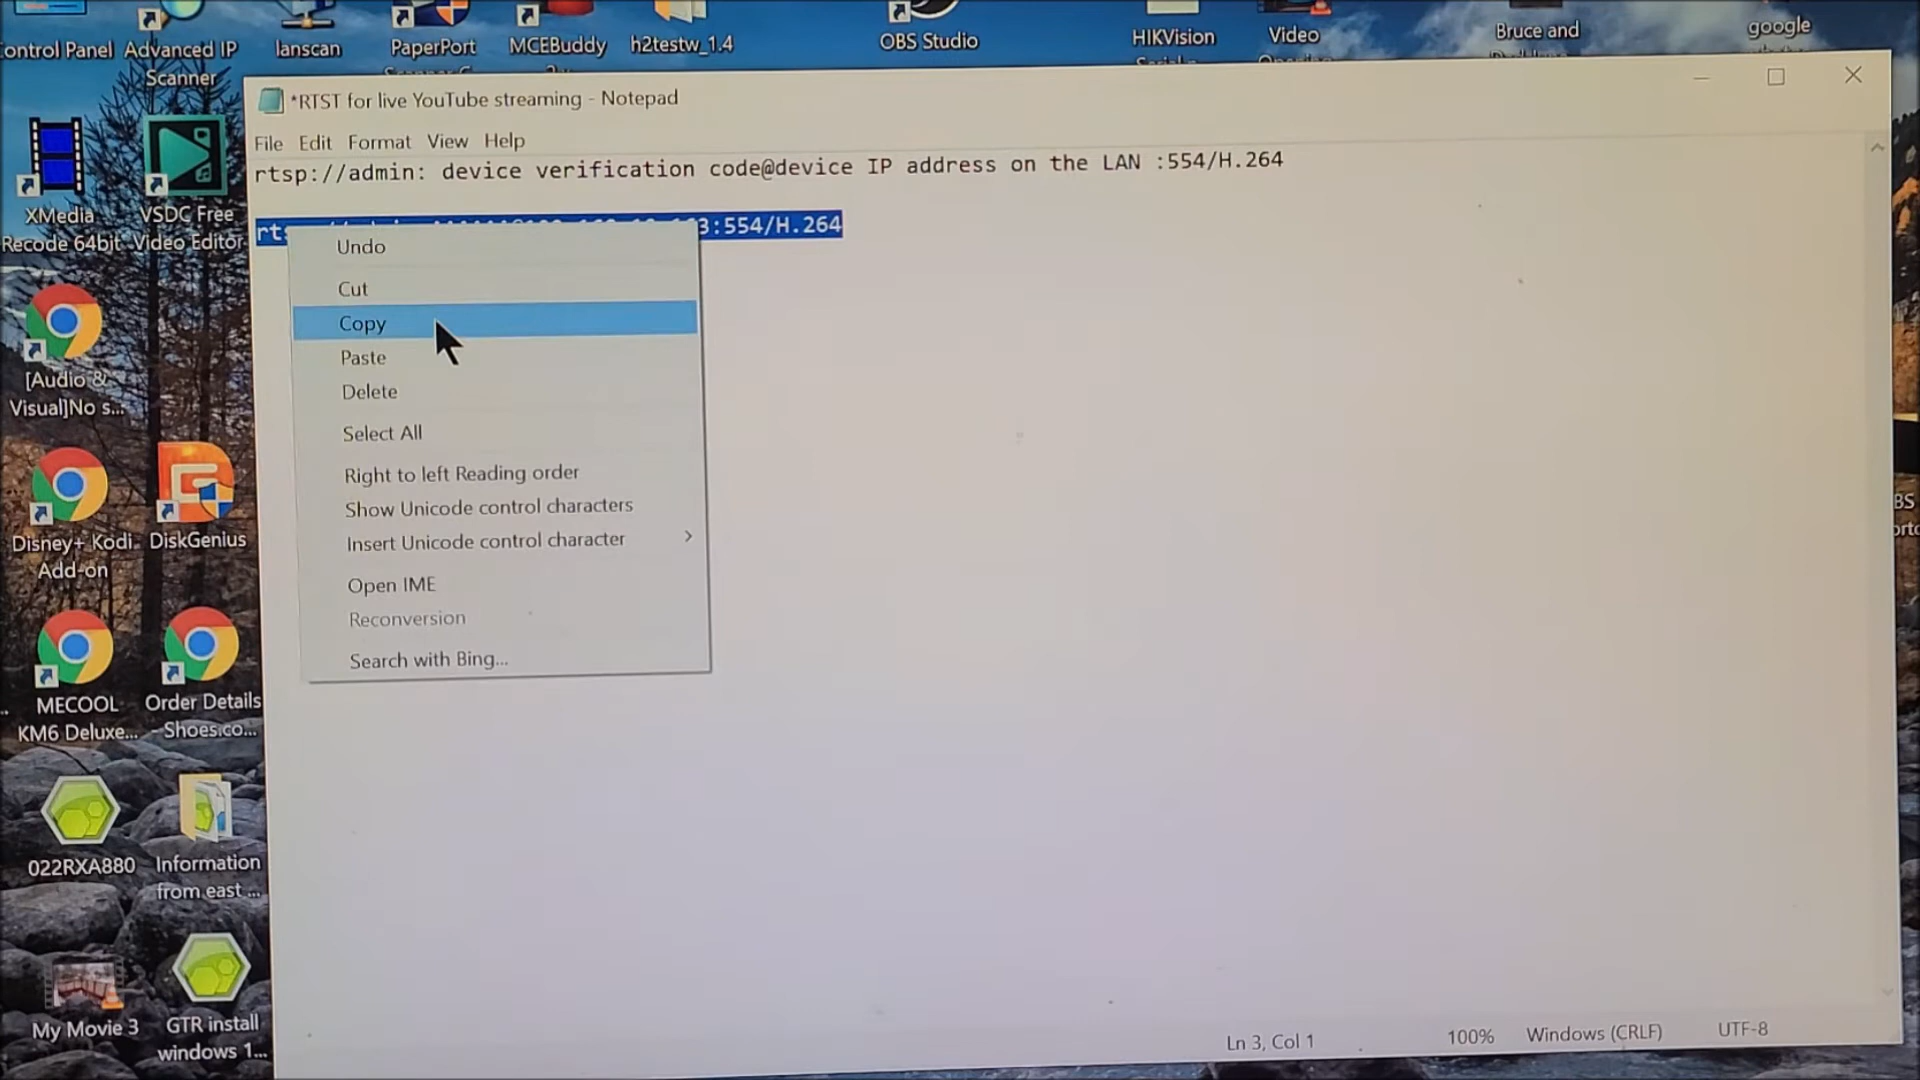 ontrol Panel
Advanced IP
Scanner
lanscan
PaperPort
MCEBuddy
h2testw_1.4
OBS Studio
HIKVision
Video
Bruce and
google
*RTST for live YouTube streaming - Notepad
File Edit Format View Help
rtsp://admin: device verification code@device IP address on the LAN :554/H.264
rts
3:554/H.264
Undo
Cut
Copy
Paste
Delete
Select All
Right to left Reading order
Show Unicode control characters
Insert Unicode control character
Open IME
Reconversion
Search with Bing...
XMedia
Recode 64bit
VSDC Free
Video Editor
[Audio &
Visual]No s...
Disney+ Kodi
Add-on
DiskGenius
MECOOL
KM6 Deluxe...
Order Details
- Shoes.co...
022RXA880
Information
from east ...
My Movie 3
GTR install
windows 1...
Ln 3, Col 1
100%
Windows (CRLF)
UTF-8